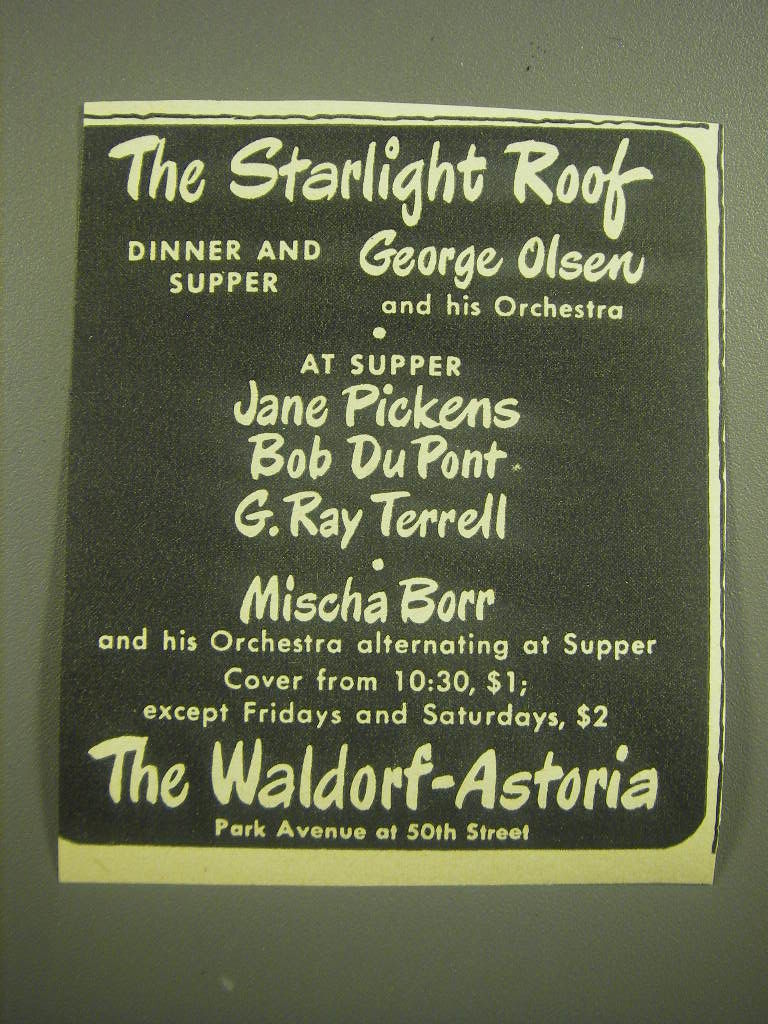 The Starlight Roof
DINNER AND SUPPER
George Olsen
and his Orchestra
AT SUPPER
Jane Pickens
Bob Du Pont
G. Ray Terrell
Mischa Borr
and his Orchestra alternating at Supper
Cover from 10:30, $1;
except Fridays and Saturdays, $2
The Waldorf-Astoria
Park Avenue at 50th Street